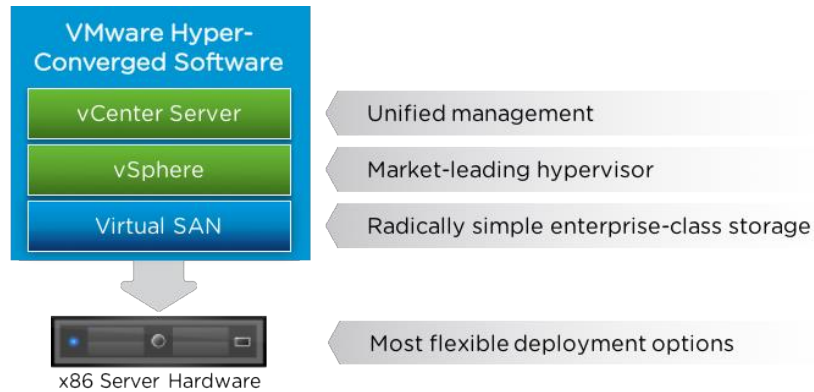 VMware Hyper-
Converged Software
vCenter Server
Unified management
vSphere
Market-leading hypervisor
Virtual SAN
Radically simple enterprise-class storage
Most flexible deployment options
x86 Server Hardware